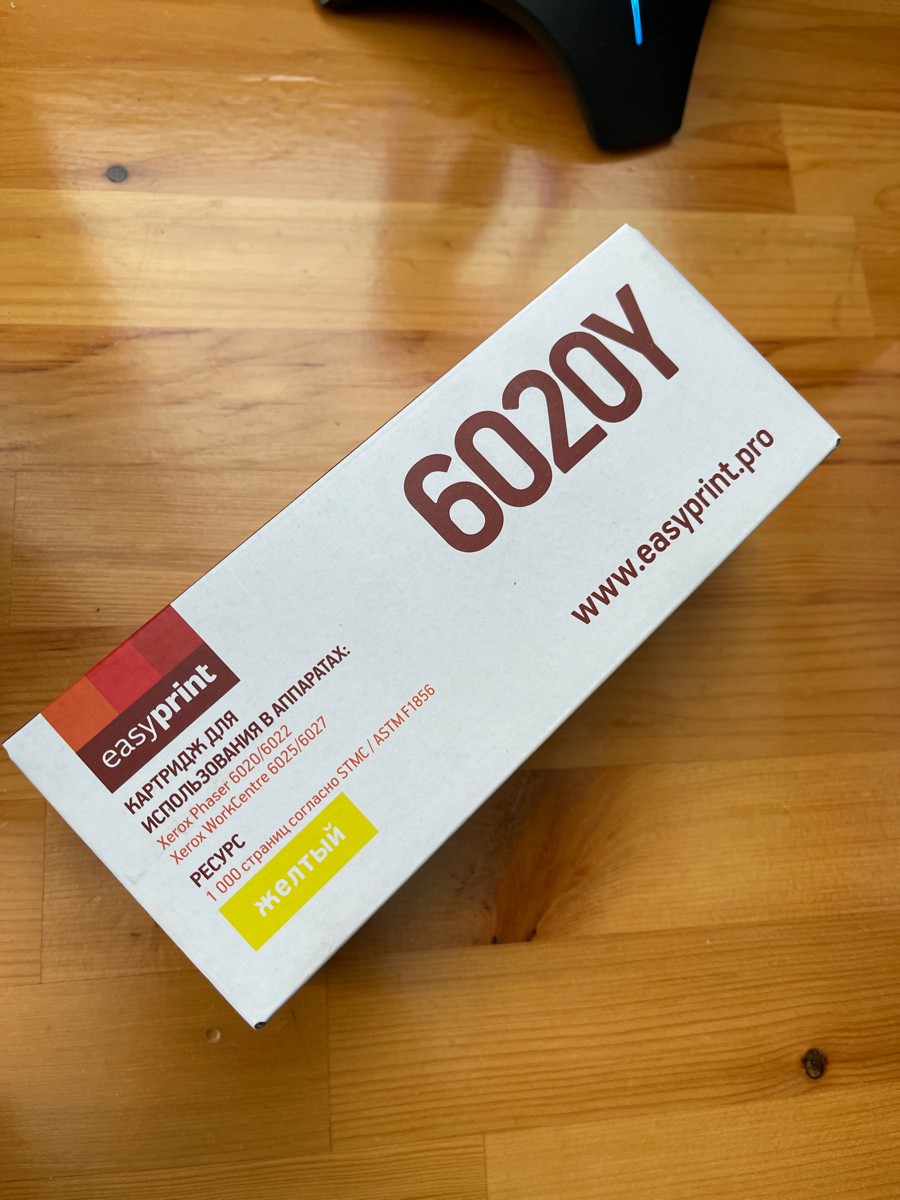 6020Y
www.easyprint.pro
easyprint
КАРТРИДЖ ДЛЯ
ИСПОЛЬЗОВАНИЯ В АППАРАТАХ:
Xerox Phaser 6020/6022
Xerox WorkCentre 6025/6027
РЕСУРС
1 000 страниц согласно STMC / ASTM F1856
желтый